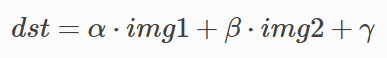 dst = α · img1 + β · img2 + γ